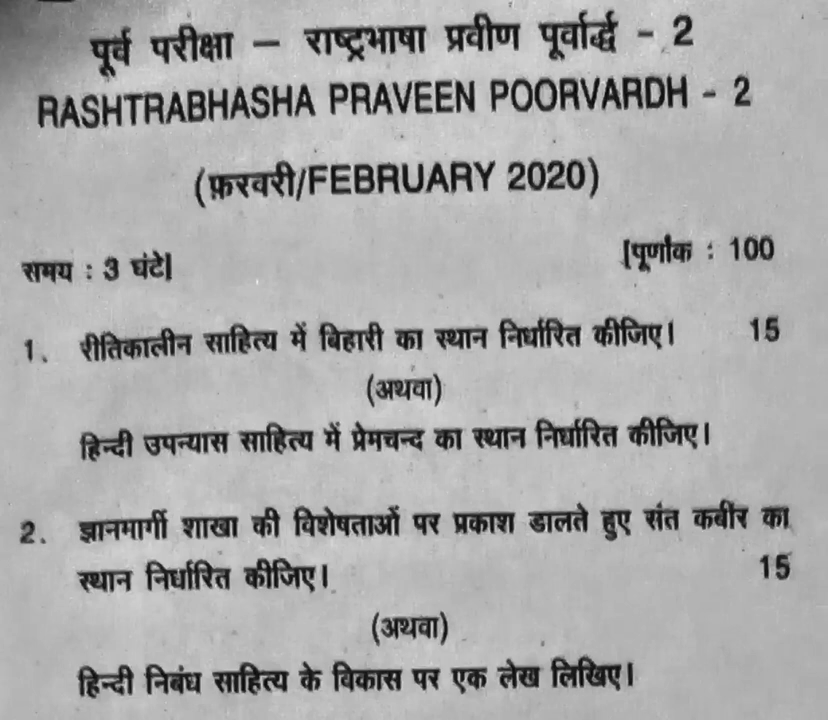 पूर्व परीक्षा – राष्ट्रभाषा प्रवीण पूर्वार्द्ध - 2
RASHTRABHASHA PRAVEEN POORVARDH - 2
(फ़रवरी/FEBRUARY 2020)
समय : 3 घंटे] [पूर्णांक : 100
1. रीतिकालीन साहित्य में बिहारी का स्थान निर्धारित कीजिए। 15
(अथवा)
हिन्दी उपन्यास साहित्य में प्रेमचन्द का स्थान निर्धारित कीजिए।
2. ज्ञानमार्गी शाखा की विशेषताओं पर प्रकाश डालते हुए संत कबीर का
स्थान निर्धारित कीजिए। 15
(अथवा)
हिन्दी निबंध साहित्य के विकास पर एक लेख लिखिए।